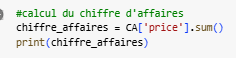 #calcul du chiffre d'affaires
chiffre_affaires = CA['price'].sum()
print(chiffre_affaires)